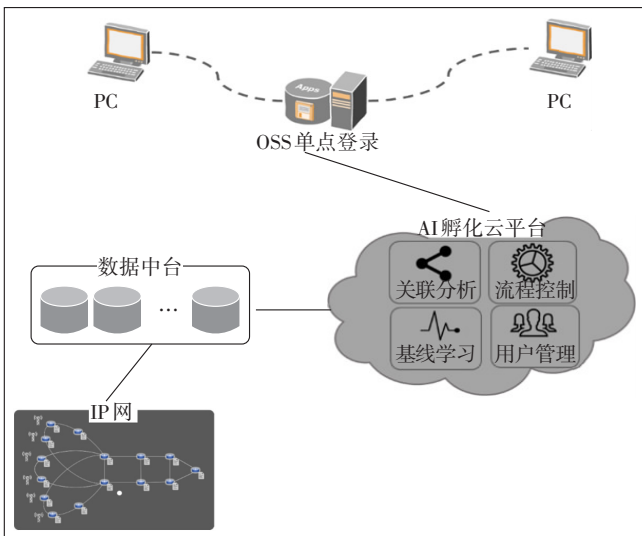 PC
PC
Apps
OSS单点登录
AI孵化云平台
数据中台
关联分析
流程控制
…
基线学习
用户管理
IP网